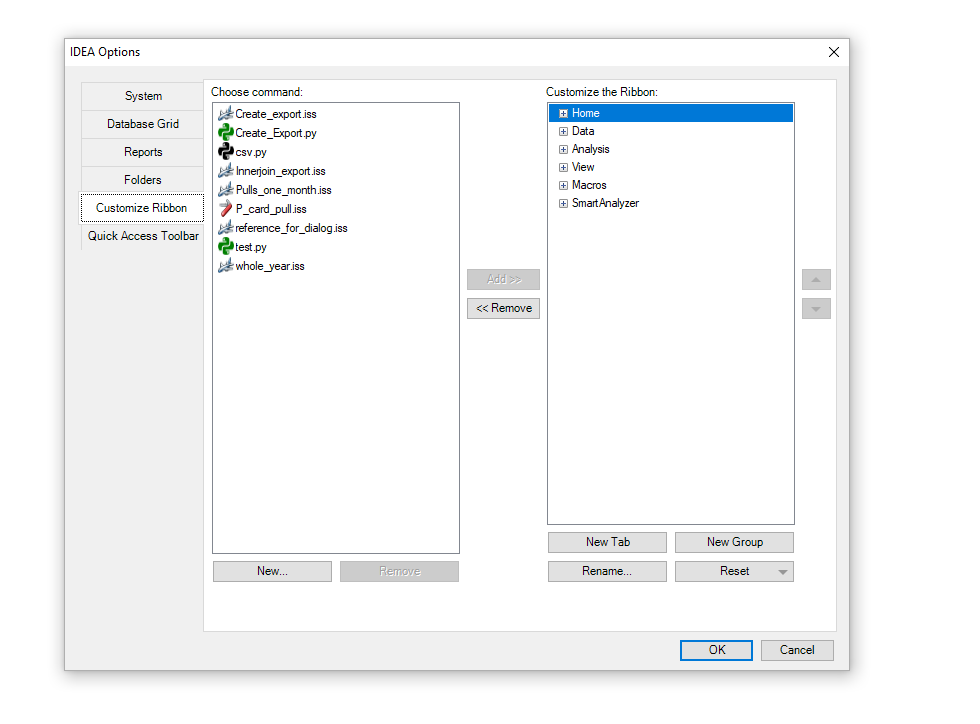 IDEA Options
System
Database Grid
Reports
Folders
Customize Ribbon
Quick Access Toolbar
Choose command:
Create_export.iss
Create_Export.py
csv.py
Innerjoin_export.iss
Pulls_one_month.iss
P_card_pull.iss
reference_for_dialog.iss
test.py
whole_year.iss
New...
Remove
Add >>
<< Remove
Customize the Ribbon:
Home
Data
Analysis
View
Macros
SmartAnalyzer
New Tab
New Group
Rename...
Reset
OK
Cancel